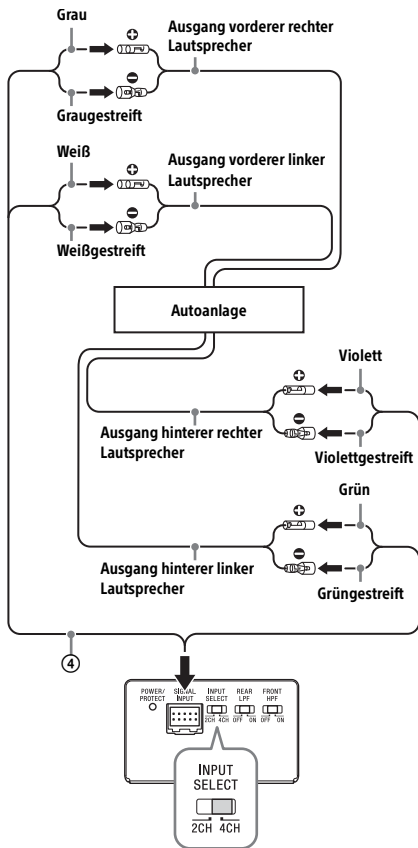 Grau
Ausgang vorderer rechter
Lautsprecher
Graugestreift
Weiß
Ausgang vorderer linker
Lautsprecher
Weißgestreift
Autoanlage
Violett
Ausgang hinterer rechter
Lautsprecher
Violettgestreift
Grün
Ausgang hinterer linker
Lautsprecher
Grüngestreift
④
POWER/
PROTECT
SIGNAL
INPUT
INPUT
SELECT
REAR
LPF
FRONT
HPF
2CH 4CH OFF ON OFF ON
INPUT
SELECT
2CH 4CH